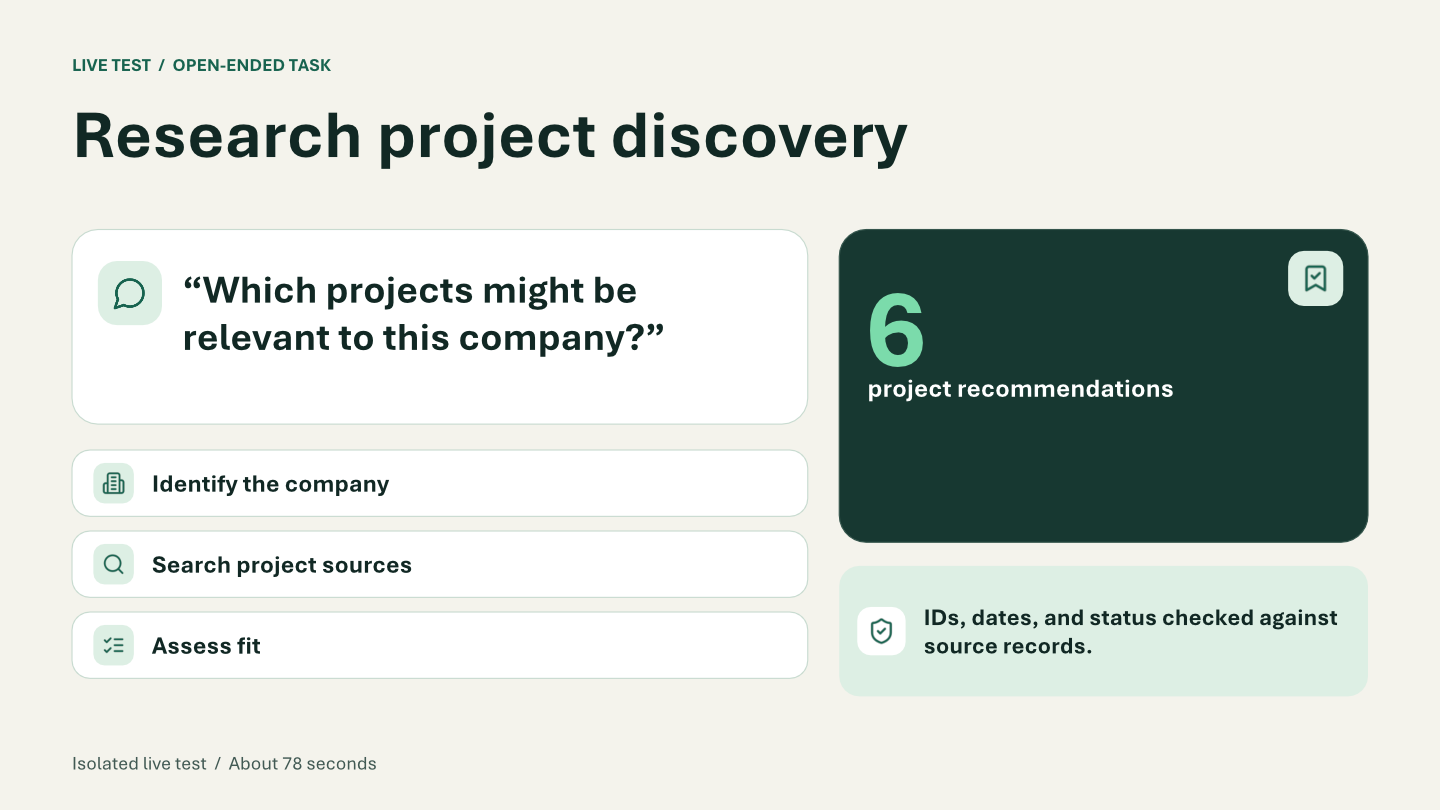 LIVE TEST / OPEN-ENDED TASK
Research project discovery
“Which projects might be
relevant to this company?”
Identify the company
Search project sources
Assess fit
6
project recommendations
IDs, dates, and status checked against
source records.
Isolated live test / About 78 seconds